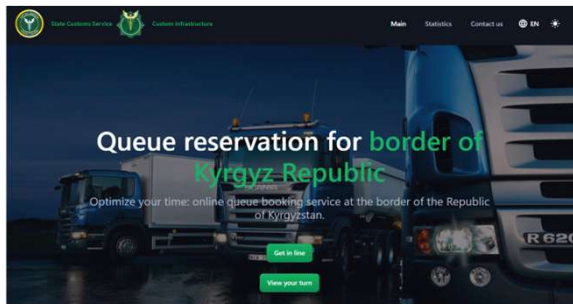 State Customs Service
Custom Infrastructure
Main
Statistics
Contact us
EN
Queue reservation for border of
Kyrgyz Republic
Optimize your time: online queue booking service at the border of the Republic
of Kyrgyzstan.
SCANIA
R 620
Get in line
View your turn